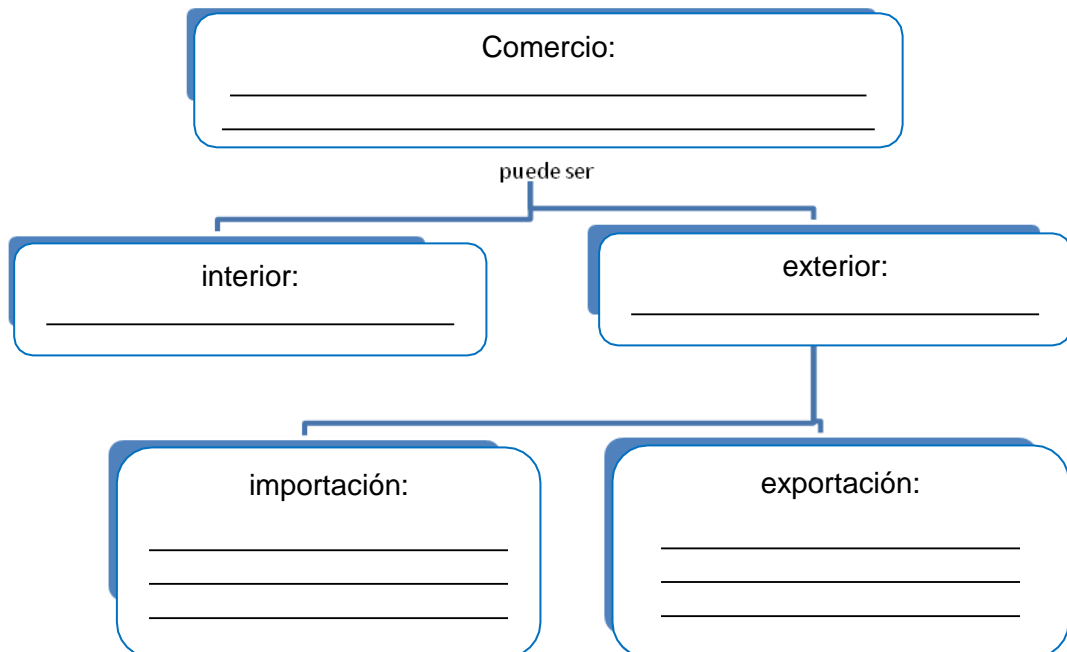 Comercio:
puede ser
interior:
exterior:
importación:
exportación: